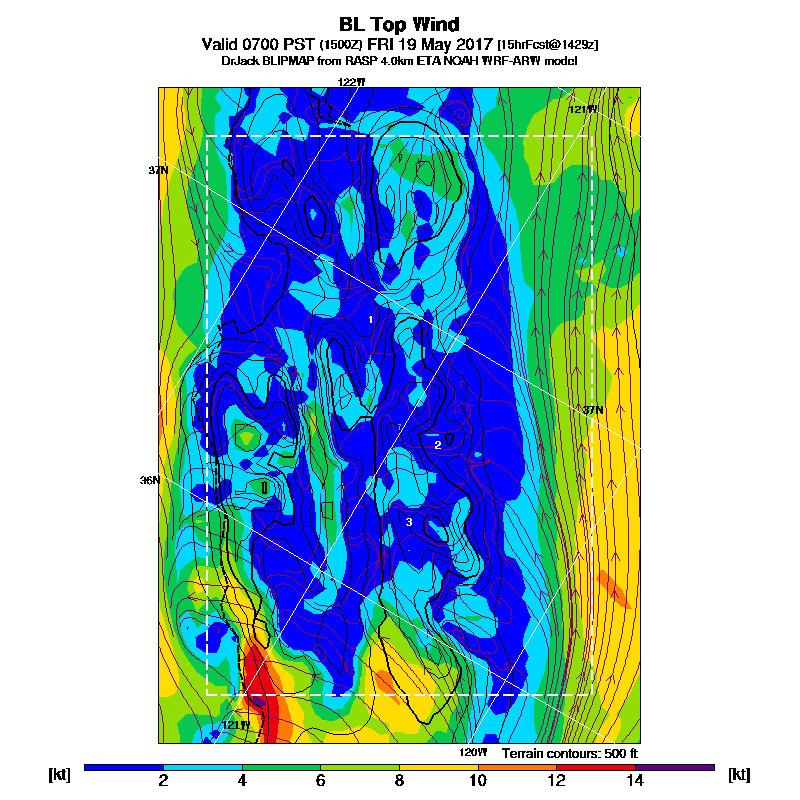 BL Top Wind
Valid 0700 PST (1500Z) FRI 19 May 2017 [15hrFcst@1429z]
DrJack BLIPMAP from RASP 4.0km ETA NOAH WRF-ARW model
122W
121W
37N
1
37N
2
36N
3
121W
120W Terrain contours: 500 ft
[kt] 2 4 6 8 10 12 14 [kt]